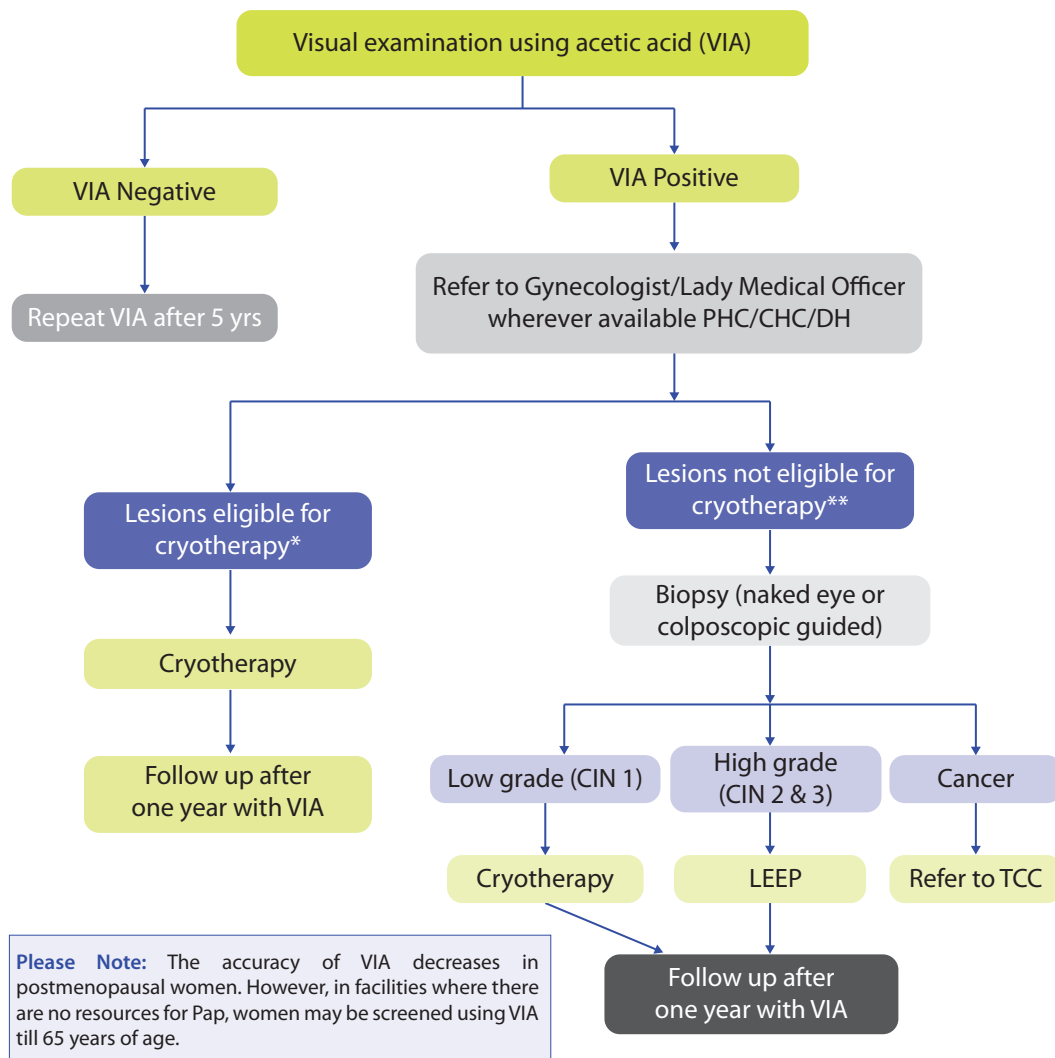 Visual examination using acetic acid (VIA)
VIA Negative
VIA Positive
Repeat VIA after 5 yrs
Refer to Gynecologist/Lady Medical Officer
wherever available PHC/CHC/DH
Lesions eligible for
cryotherapy*
Lesions not eligible for
cryotherapy**
Cryotherapy
Biopsy (naked eye or
colposcopic guided)
Follow up after
one year with VIA
Low grade (CIN 1)
High grade
(CIN 2 & 3)
Cancer
Cryotherapy
LEEP
Refer to TCC
Follow up after
one year with VIA
Please Note: The accuracy of VIA decreases in
postmenopausal women. However, in facilities where there
are no resources for Pap, women may be screened using VIA
till 65 years of age.